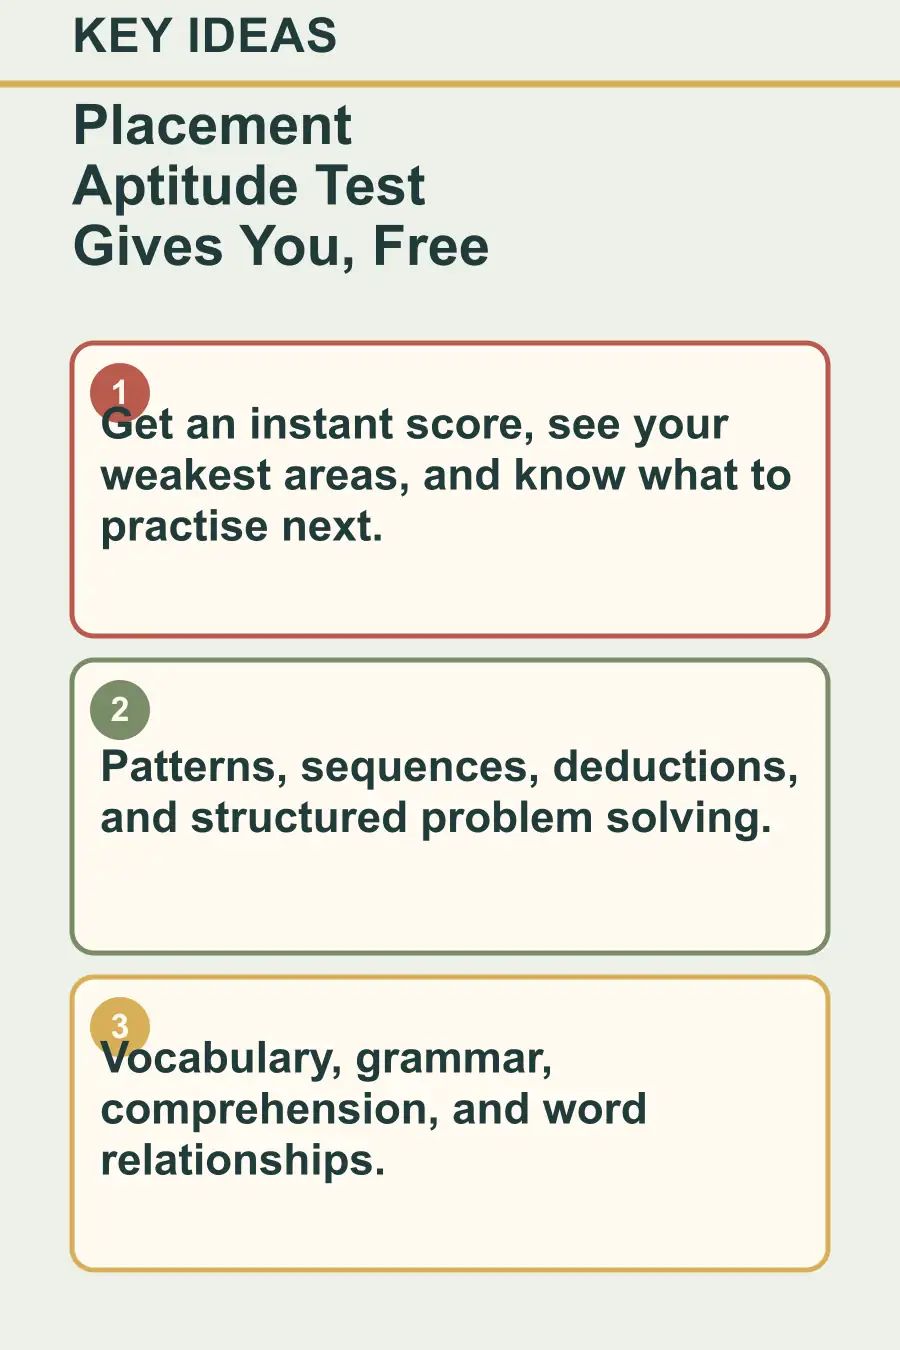 KEY IDEAS
Placement
Aptitude Test
Gives You, Free
1
Get an instant score, see your
weakest areas, and know what to
practise next.
2
Patterns, sequences, deductions,
and structured problem solving.
3
Vocabulary, grammar,
comprehension, and word
relationships.